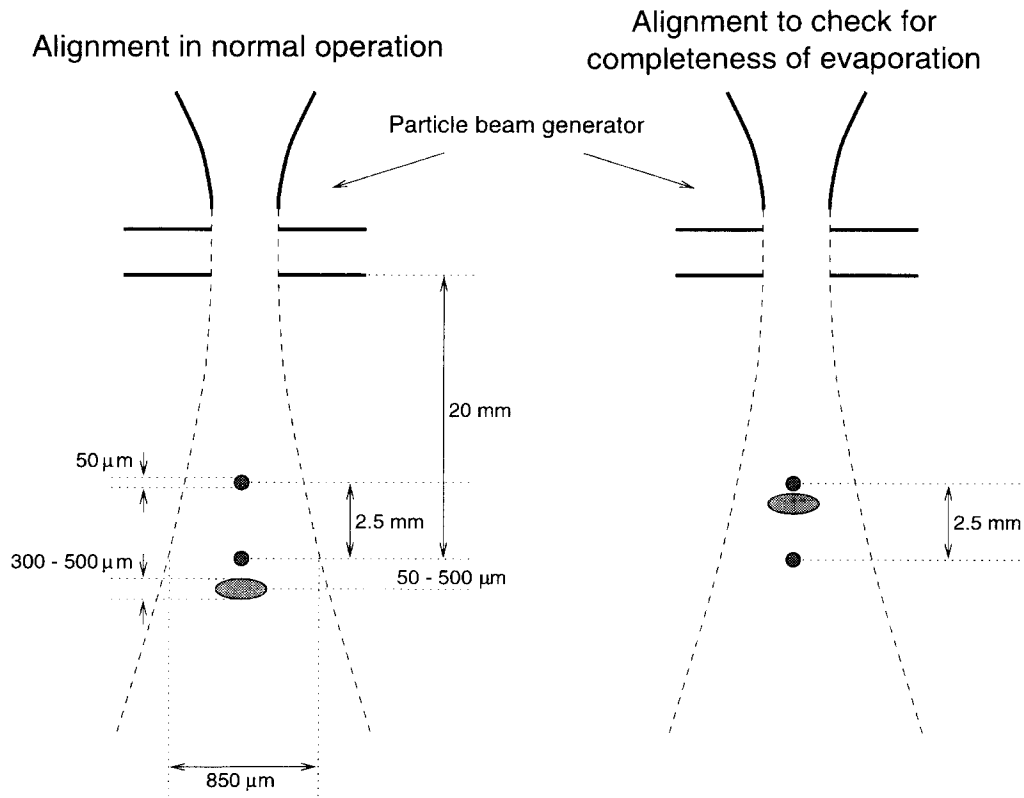 Alignment in normal operation
Alignment to check for
completeness of evaporation
Particle beam generator
20 mm
50 µm
2.5 mm
2.5 mm
300 - 500 µm
50 - 500 µm
850 µm